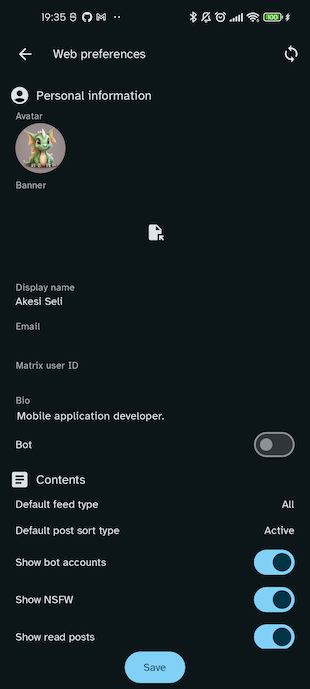 19:35
100
Web preferences
Personal information
Avatar
Banner
Display name
Akesi Seli
Email
Matrix user ID
Bio
Mobile application developer.
Bot
Contents
Default feed type All
Default post sort type Active
Show bot accounts
Show NSFW
Show read posts
Save